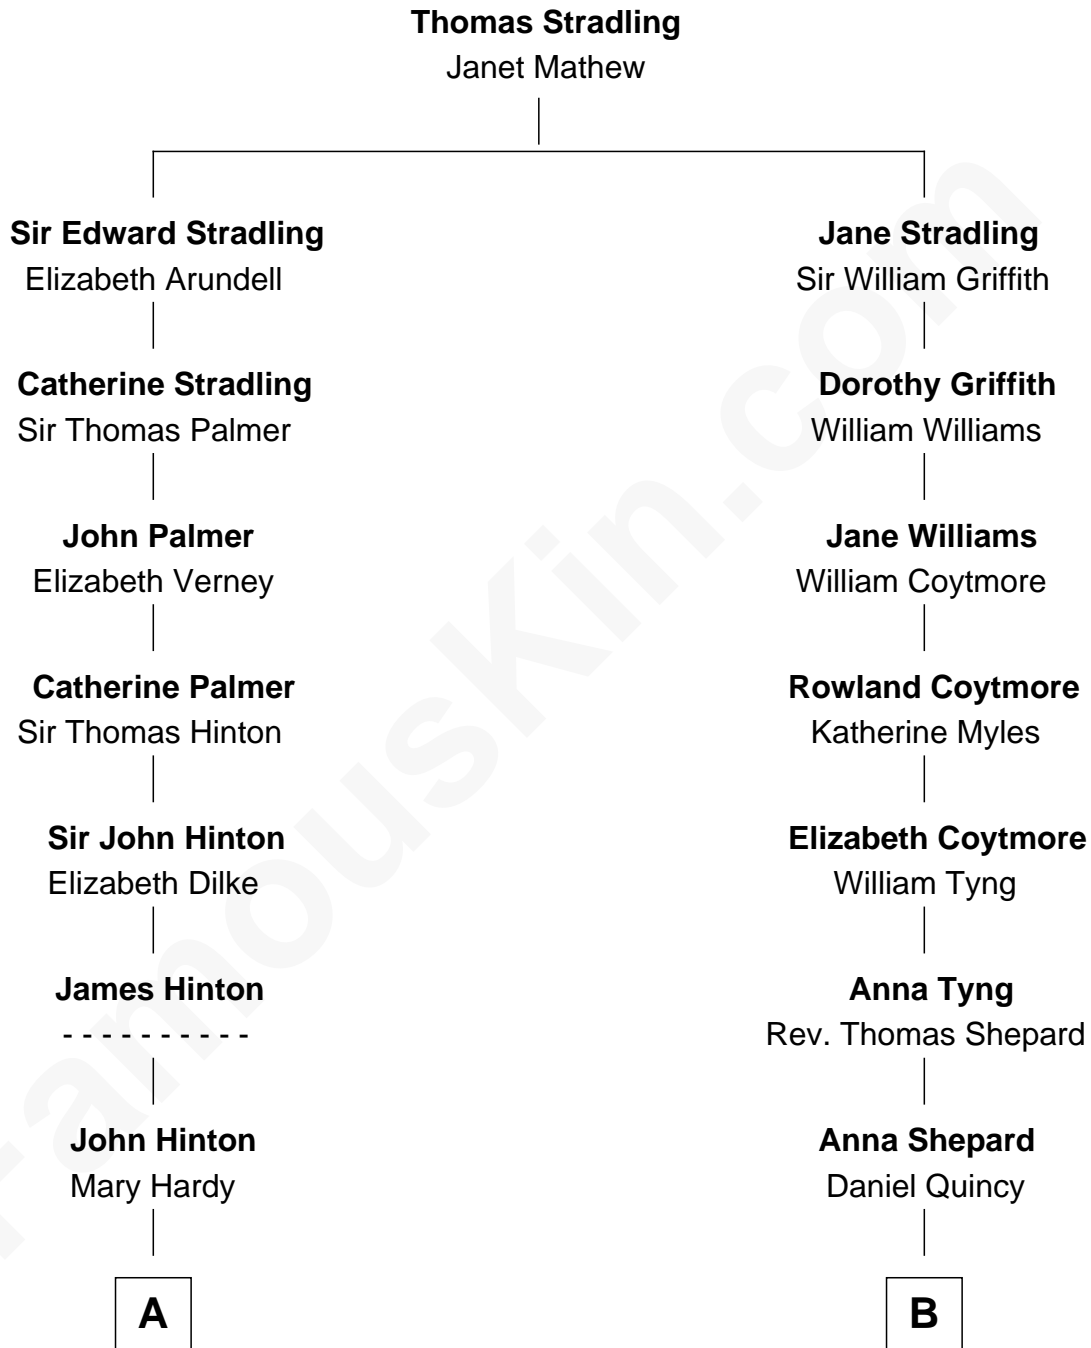 Thomas Stradling
Janet Mathew
Sir Edward Stradling
Elizabeth Arundell
Jane Stradling
Sir William Griffith
Catherine Stradling
Sir Thomas Palmer
Dorothy Griffith
William Williams
John Palmer
Elizabeth Verney
Jane Williams
William Coytmore
Catherine Palmer
Sir Thomas Hinton
Rowland Coytmore
Katherine Myles
Sir John Hinton
Elizabeth Dilke
Elizabeth Coytmore
William Tyng
James Hinton
- - - - - - - - - -
Anna Tyng
Rev. Thomas Shepard
John Hinton
Mary Hardy
Anna Shepard
Daniel Quincy
A
B
FamousKin.com